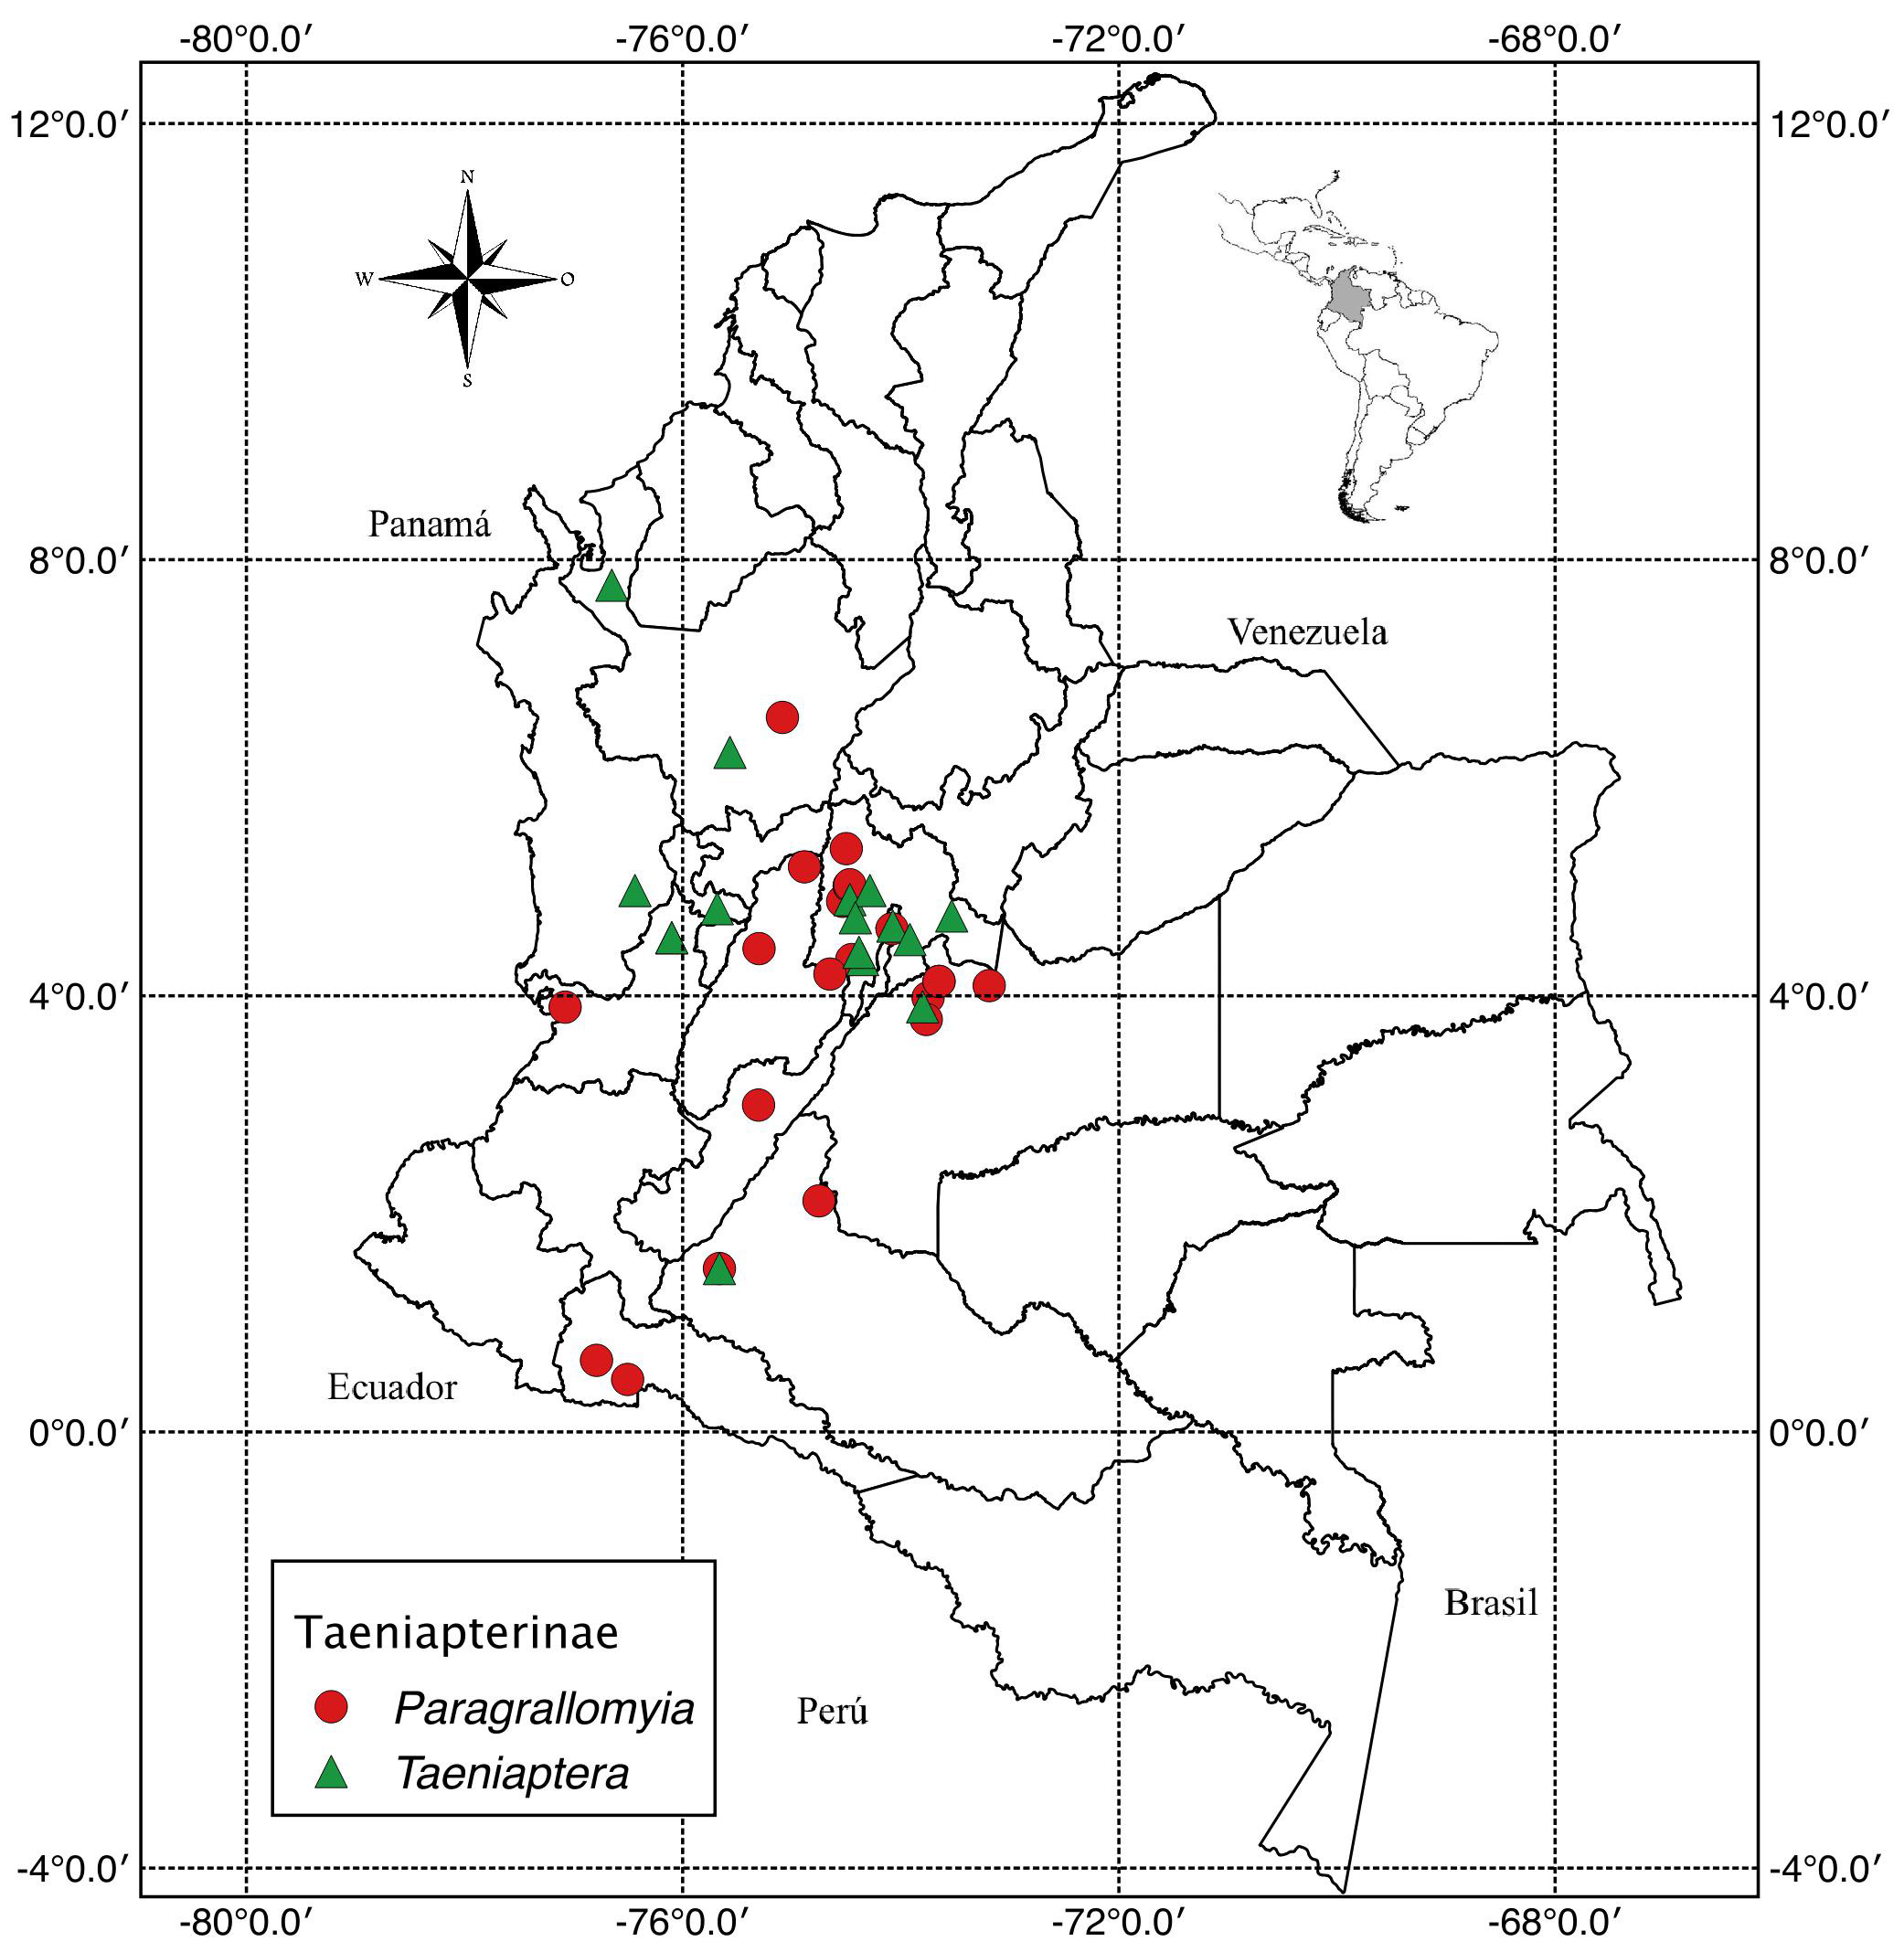 -80°0.0′ -76°0.0′ -72°0.0′ -68°0.0′
12°0.0′ 12°0.0′
N
W O
S
Panamá
8°0.0′ 8°0.0′
Venezuela
4°0.0′ 4°0.0′
Ecuador
0°0.0′ 0°0.0′
Brasil
Taeniapterinae
Paragrallomyia
Perú
Taeniaptera
-4°0.0′ -4°0.0′
-80°0.0′ -76°0.0′ -72°0.0′ -68°0.0′